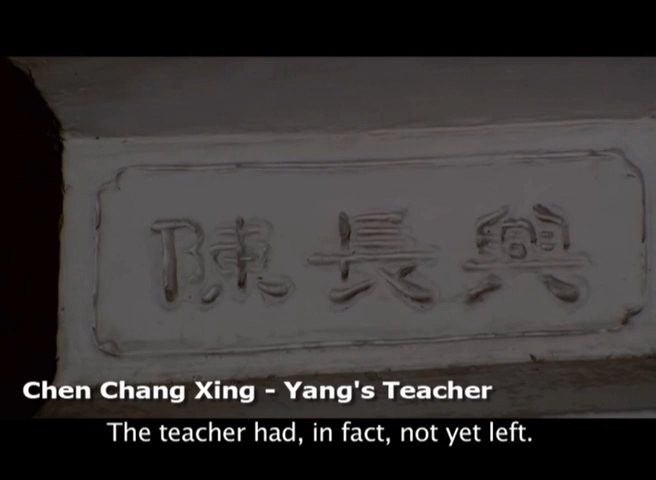 陳長興
Chen Chang Xing - Yang's Teacher
The teacher had, in fact, not yet left.